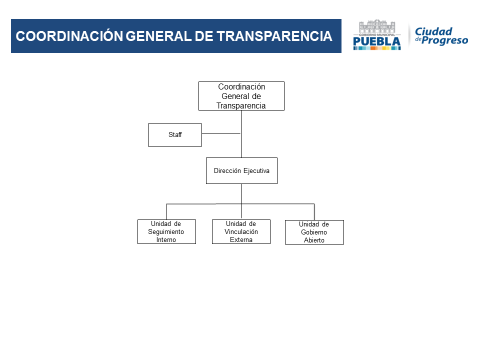 COORDINACIÓN GENERAL DE TRANSPARENCIA
PUEBLA
Ciudad
de Progreso
Coordinación
General de
Transparencia
Staff
Dirección Ejecutiva
Unidad de
Seguimiento
Interno
Unidad de
Vinculación
Externa
Unidad de
Gobierno
Abierto